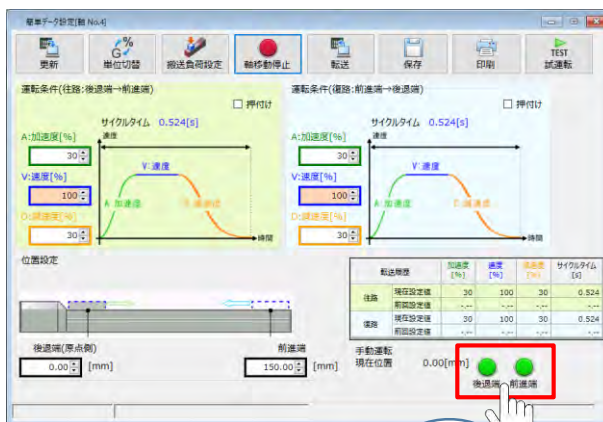 簡単データ設定[軸 No.4]
更新
G⇄%
単位切替
搬送負荷設定
軸移動停止
転送
保存
印刷
TEST
試運転
運転条件(往路:後退端→前進端)
押付け
サイクルタイム 0.524[s]
A:加速度[%]
30
V:速度[%]
100
D:減速度[%]
30
速度
V:速度
A:加速度
D:減速度
時間
運転条件(復路:前進端→後退端)
押付け
サイクルタイム 0.524[s]
A:加速度[%]
30
V:速度[%]
100
D:減速度[%]
30
速度
V:速度
A:加速度
D:減速度
時間
位置設定
後退端(原点側)
0.00 [mm]
前進端
150.00 [mm]
転送履歴 加速度[%] 速度[%] 減速度[%] サイクルタイム[s]
往路 現在設定値 30 100 30 0.524
前回設定値 -.-- -.-- -.-- -.--
復路 現在設定値 30 100 30 0.524
前回設定値 -.-- -.-- -.-- -.--
手動運転
現在位置 0.00[mm]
後退端 前進端